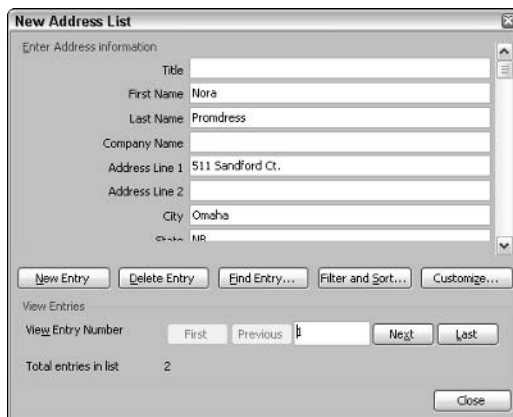 New Address List
Enter Address information
Title
First Name Nora
Last Name Promdress
Company Name
Address Line 1 511 Sandford Ct.
Address Line 2
City Omaha
State NB
New Entry Delete Entry Find Entry... Filter and Sort... Customize...
View Entries
View Entry Number First Previous 1 Next Last
Total entries in list 2
Close